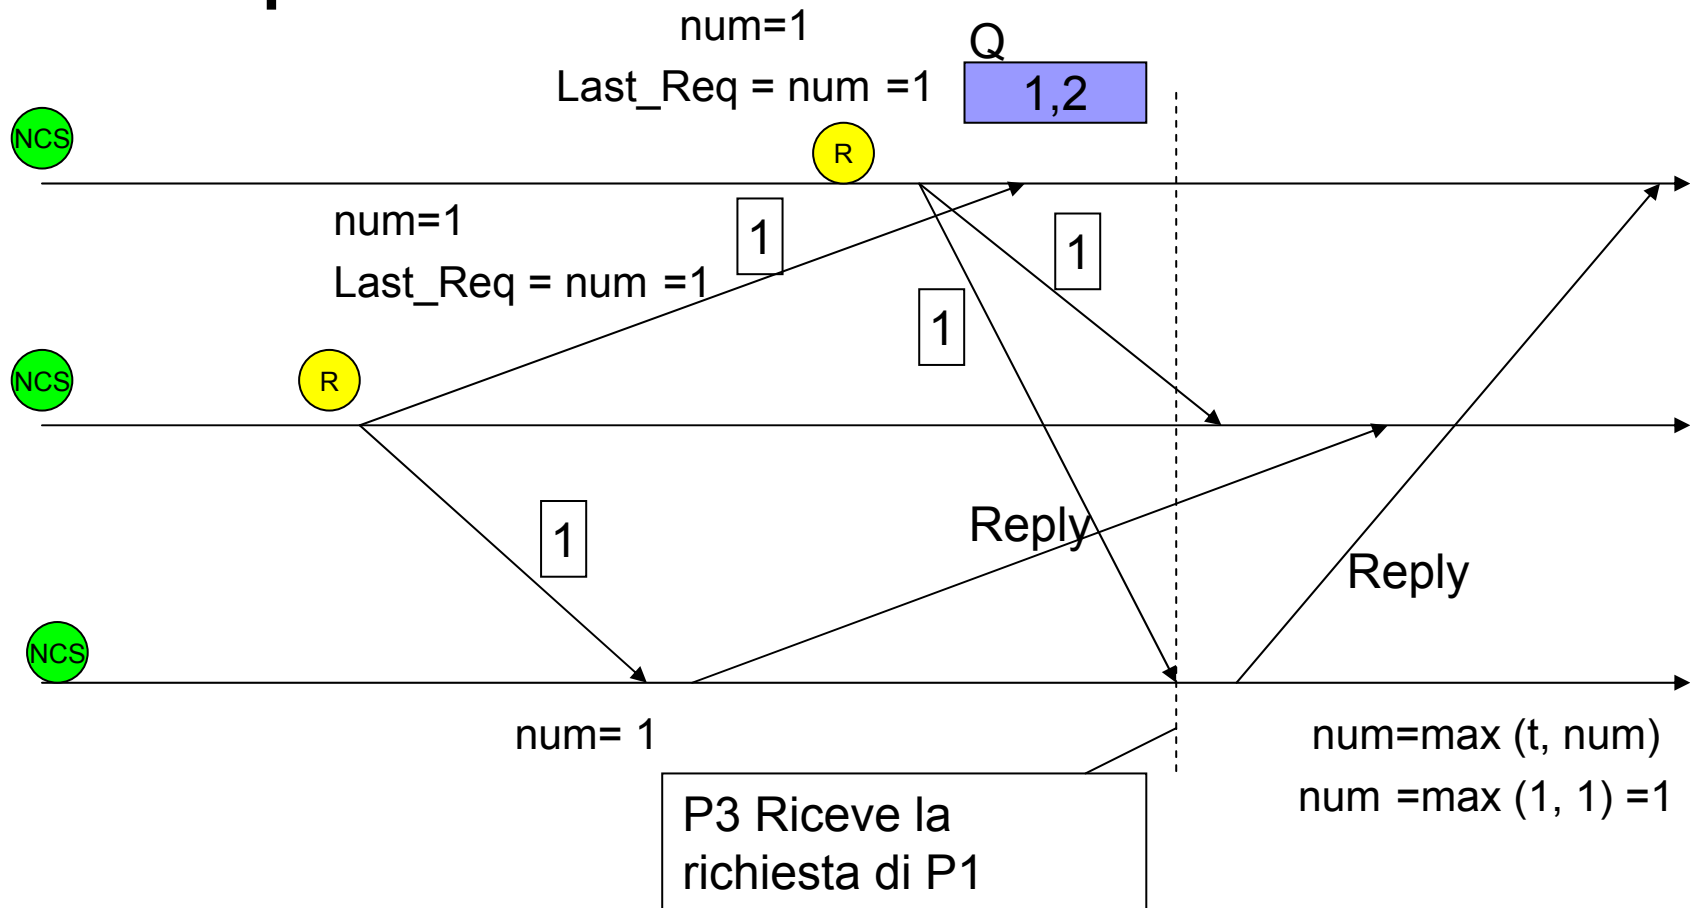 num=1
Q
Last_Req = num =1
1,2
NCS
R
num=1
1
1
Last_Req = num =1
1
NCS
R
1
Reply
Reply
NCS
num= 1
num=max (t, num)
num =max (1, 1) =1
P3 Riceve la
richiesta di P1